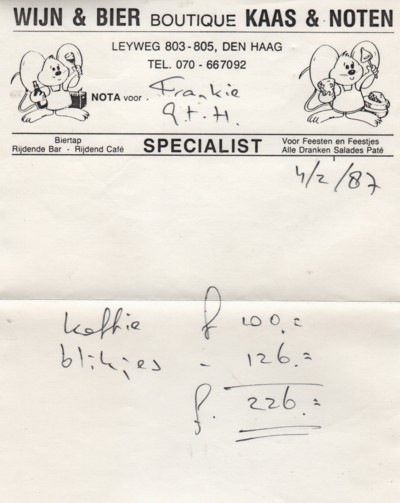 WIJN & BIER BOUTIQUE KAAS & NOTEN
LEYWEG 803-805, DEN HAAG
TEL. 070 - 667092
NOTA voor. Frankie
G.t.H.
Biertap
Rijdende Bar - Rijdend Café
SPECIALIST
Voor Feesten en Feestjes
Alle Dranken Salades Paté
4/2/87
koffie f 100.=
blikjes - 126.=
f. 226.=